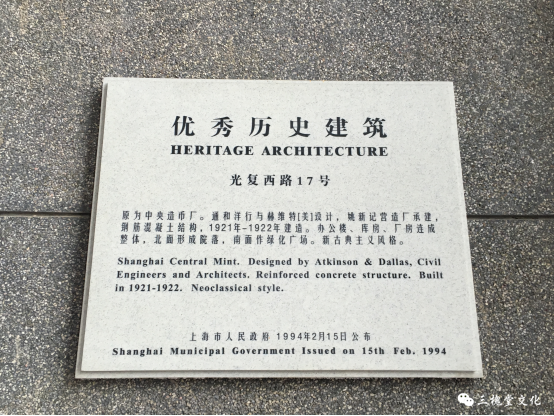 优秀历史建筑
HERITAGE ARCHITECTURE
光复西路17号
原为中央造币厂。通和洋行与赫维特[美]设计,姚新记营造厂承建,
钢筋混凝土结构,1921年-1922年建造。办公楼、库房、厂房连成
整体,北面形成院落,南面作绿化广场。新古典主义风格。
Shanghai Central Mint. Designed by Atkinson & Dallas, Civil
Engineers and Architects. Reinforced concrete structure. Built
in 1921-1922. Neoclassical style.
上海市人民政府 1994年2月15日公布
Shanghai Municipal Government Issued on 15th Feb. 1994
三槐堂文化